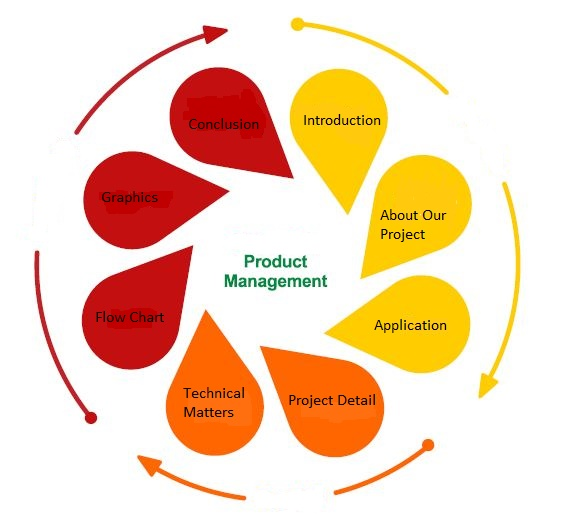 Introduction
About Our
Project
Application
Project Detail
Technical
Matters
Flow Chart
Graphics
Conclusion
Product
Management